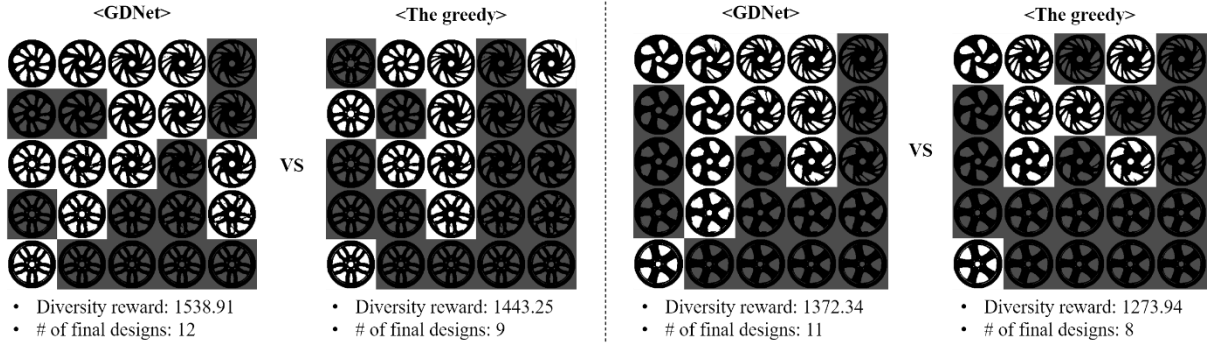 <GDNet>
VS
<The greedy>
• Diversity reward: 1538.91
• # of final designs: 12
• Diversity reward: 1443.25
• # of final designs: 9
<GDNet>
VS
<The greedy>
• Diversity reward: 1372.34
• # of final designs: 11
• Diversity reward: 1273.94
• # of final designs: 8